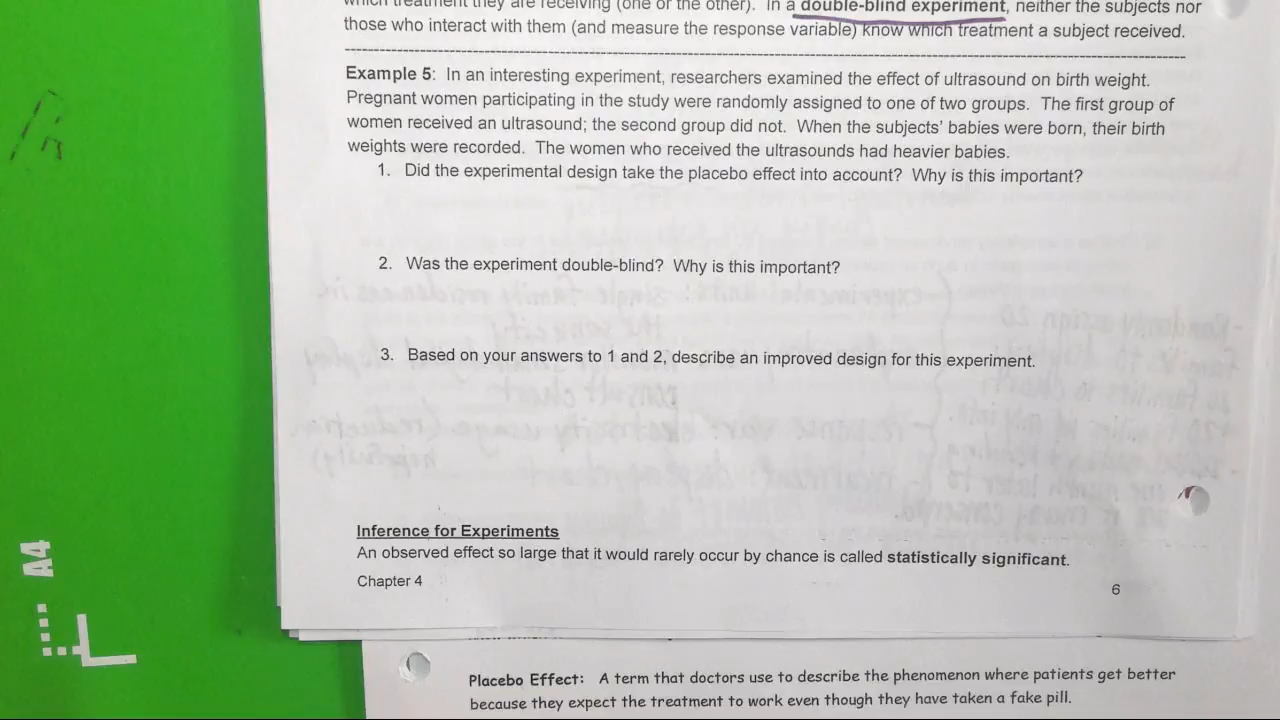 which treatment they are receiving (one or the other). In a double-blind experiment, neither the subjects nor
those who interact with them (and measure the response variable) know which treatment a subject received.
Example 5: In an interesting experiment, researchers examined the effect of ultrasound on birth weight.
Pregnant women participating in the study were randomly assigned to one of two groups. The first group of
women received an ultrasound; the second group did not. When the subjects' babies were born, their birth
weights were recorded. The women who received the ultrasounds had heavier babies.
1. Did the experimental design take the placebo effect into account? Why is this important?
2. Was the experiment double-blind? Why is this important?
3. Based on your answers to 1 and 2, describe an improved design for this experiment.
Inference for Experiments
An observed effect so large that it would rarely occur by chance is called statistically significant.
Chapter 4
6
A4
Placebo Effect: A term that doctors use to describe the phenomenon where patients get better
because they expect the treatment to work even though they have taken a fake pill.